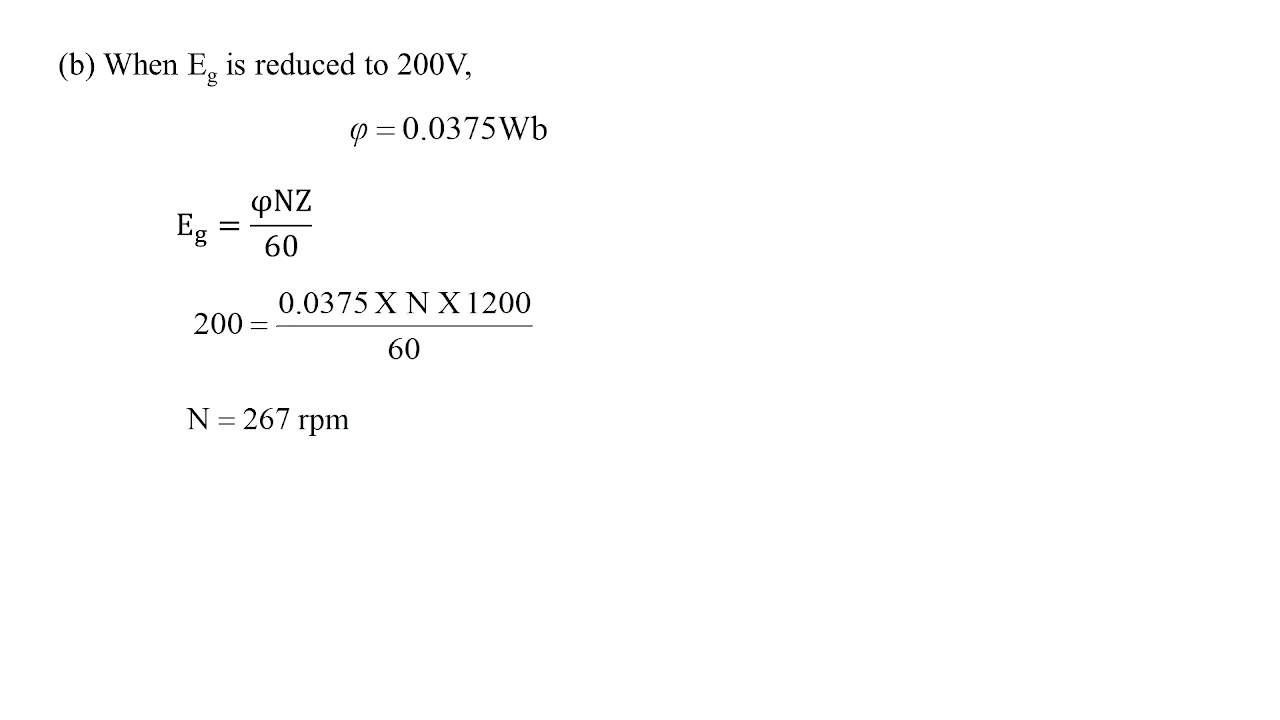 (b) When Eg is reduced to 200V,
φ = 0.0375Wb
Eg = φNZ
60
200 = 0.0375 X N X 1200
60
N = 267 rpm